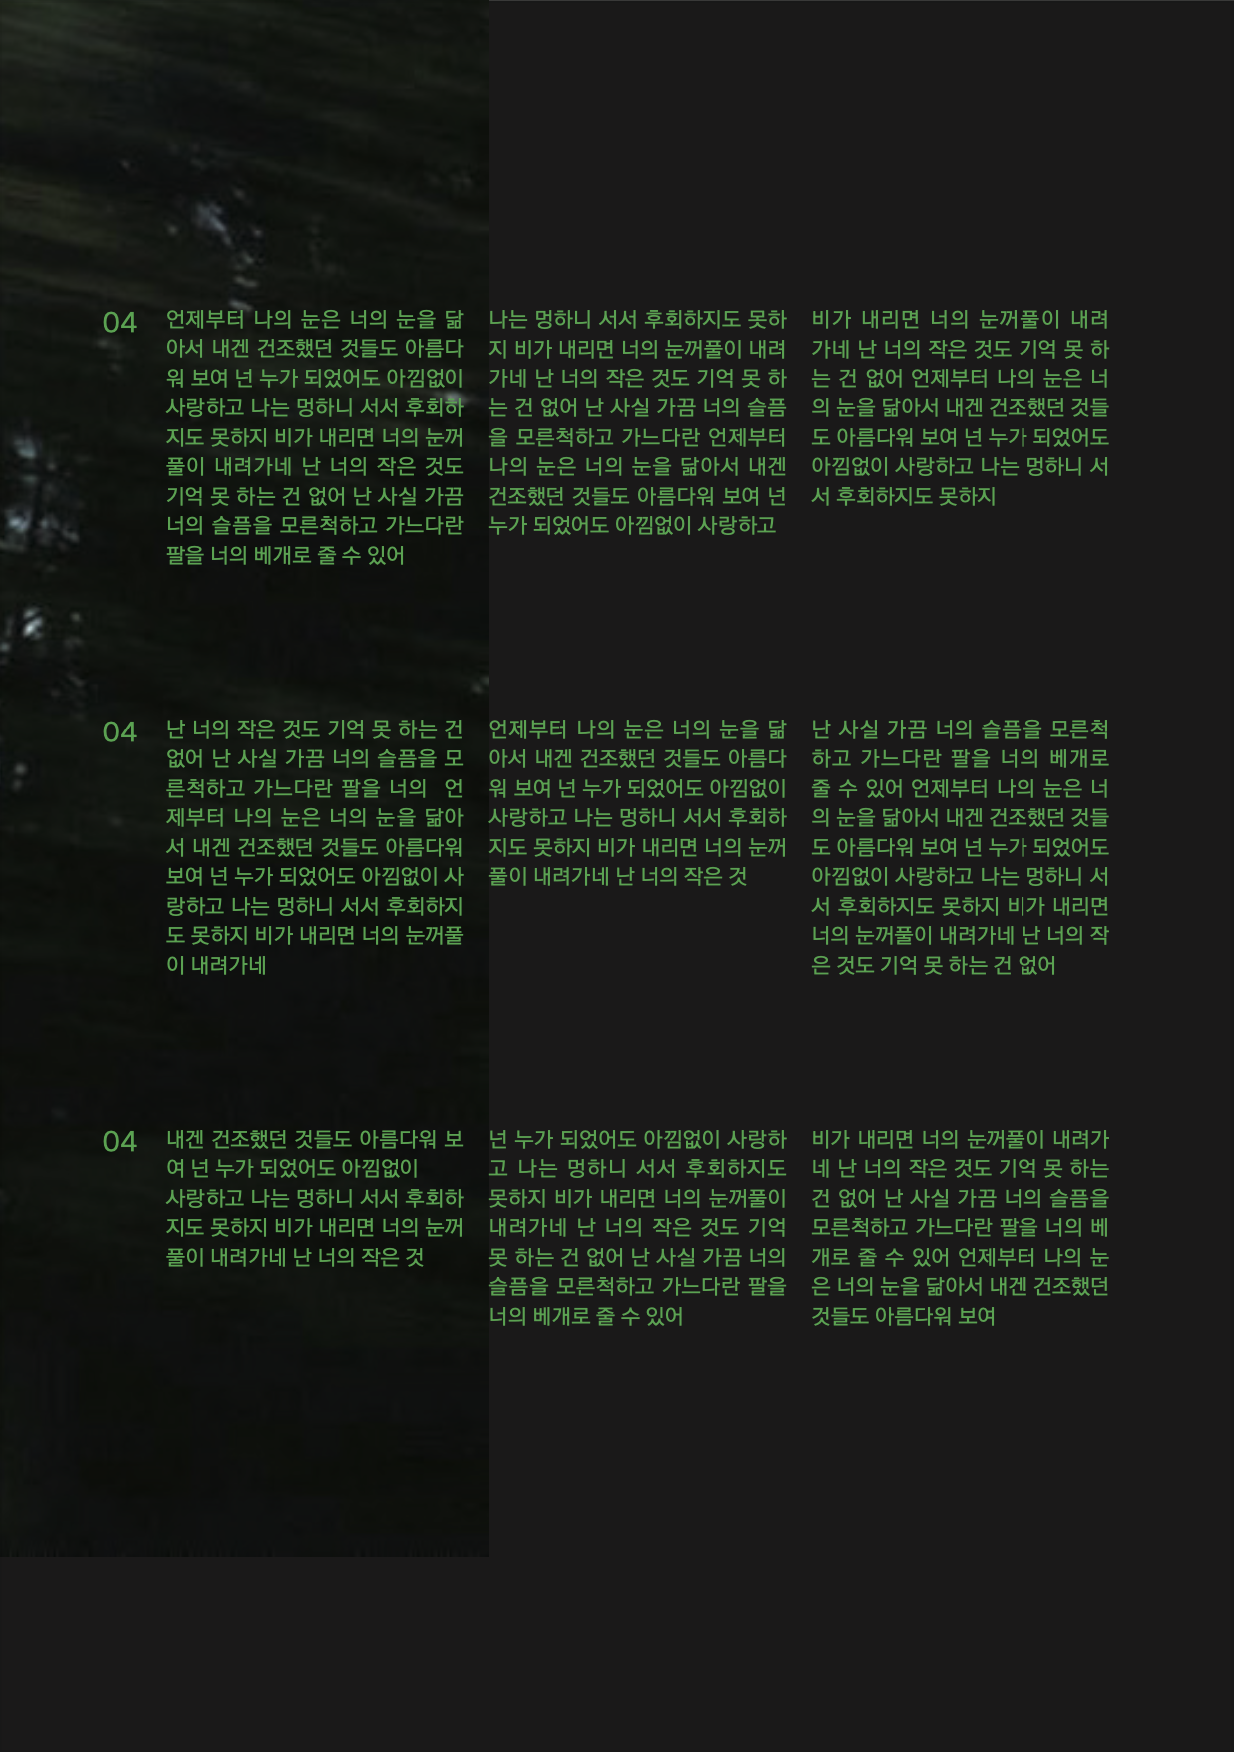 04
언제부터 나의 눈은 너의 눈을 닮
아서 내겐 건조했던 것들도 아름다
워 보여 넌 누가 되었어도 아낌없이
사랑하고 나는 멍하니 서서 후회하
지도 못하지 비가 내리면 너의 눈꺼
풀이 내려가네 난 너의 작은 것도
기억 못 하는 건 없어 난 사실 가끔
너의 슬픔을 모른척하고 가느다란
팔을 너의 베개로 줄 수 있어
나는 멍하니 서서 후회하지도 못하
지 비가 내리면 너의 눈꺼풀이 내려
가네 난 너의 작은 것도 기억 못 하
는 건 없어 난 사실 가끔 너의 슬픔
을 모른척하고 가느다란 언제부터
나의 눈은 너의 눈을 닮아서 내겐
건조했던 것들도 아름다워 보여 넌
누가 되었어도 아낌없이 사랑하고
비가 내리면 너의 눈꺼풀이 내려
가네 난 너의 작은 것도 기억 못 하
는 건 없어 언제부터 나의 눈은 너
의 눈을 닮아서 내겐 건조했던 것들
도 아름다워 보여 넌 누가 되었어도
아낌없이 사랑하고 나는 멍하니 서
서 후회하지도 못하지
04
난 너의 작은 것도 기억 못 하는 건
없어 난 사실 가끔 너의 슬픔을 모
른척하고 가느다란 팔을 너의 언
제부터 나의 눈은 너의 눈을 닮아
서 내겐 건조했던 것들도 아름다워
보여 넌 누가 되었어도 아낌없이 사
랑하고 나는 멍하니 서서 후회하지
도 못하지 비가 내리면 너의 눈꺼풀
이 내려가네
언제부터 나의 눈은 너의 눈을 닮
아서 내겐 건조했던 것들도 아름다
워 보여 넌 누가 되었어도 아낌없이
사랑하고 나는 멍하니 서서 후회하
지도 못하지 비가 내리면 너의 눈꺼
풀이 내려가네 난 너의 작은 것
난 사실 가끔 너의 슬픔을 모른척
하고 가느다란 팔을 너의 베개로
줄 수 있어 언제부터 나의 눈은 너
의 눈을 닮아서 내겐 건조했던 것들
도 아름다워 보여 넌 누가 되었어도
아낌없이 사랑하고 나는 멍하니 서
서 후회하지도 못하지 비가 내리면
너의 눈꺼풀이 내려가네 난 너의 작
은 것도 기억 못 하는 건 없어
04
내겐 건조했던 것들도 아름다워 보
여 넌 누가 되었어도 아낌없이
사랑하고 나는 멍하니 서서 후회하
지도 못하지 비가 내리면 너의 눈꺼
풀이 내려가네 난 너의 작은 것
넌 누가 되었어도 아낌없이 사랑하
고 나는 멍하니 서서 후회하지도
못하지 비가 내리면 너의 눈꺼풀이
내려가네 난 너의 작은 것도 기억
못 하는 건 없어 난 사실 가끔 너의
슬픔을 모른척하고 가느다란 팔을
너의 베개로 줄 수 있어
비가 내리면 너의 눈꺼풀이 내려가
네 난 너의 작은 것도 기억 못 하는
건 없어 난 사실 가끔 너의 슬픔을
모른척하고 가느다란 팔을 너의 베
개로 줄 수 있어 언제부터 나의 눈
은 너의 눈을 닮아서 내겐 건조했던
것들도 아름다워 보여